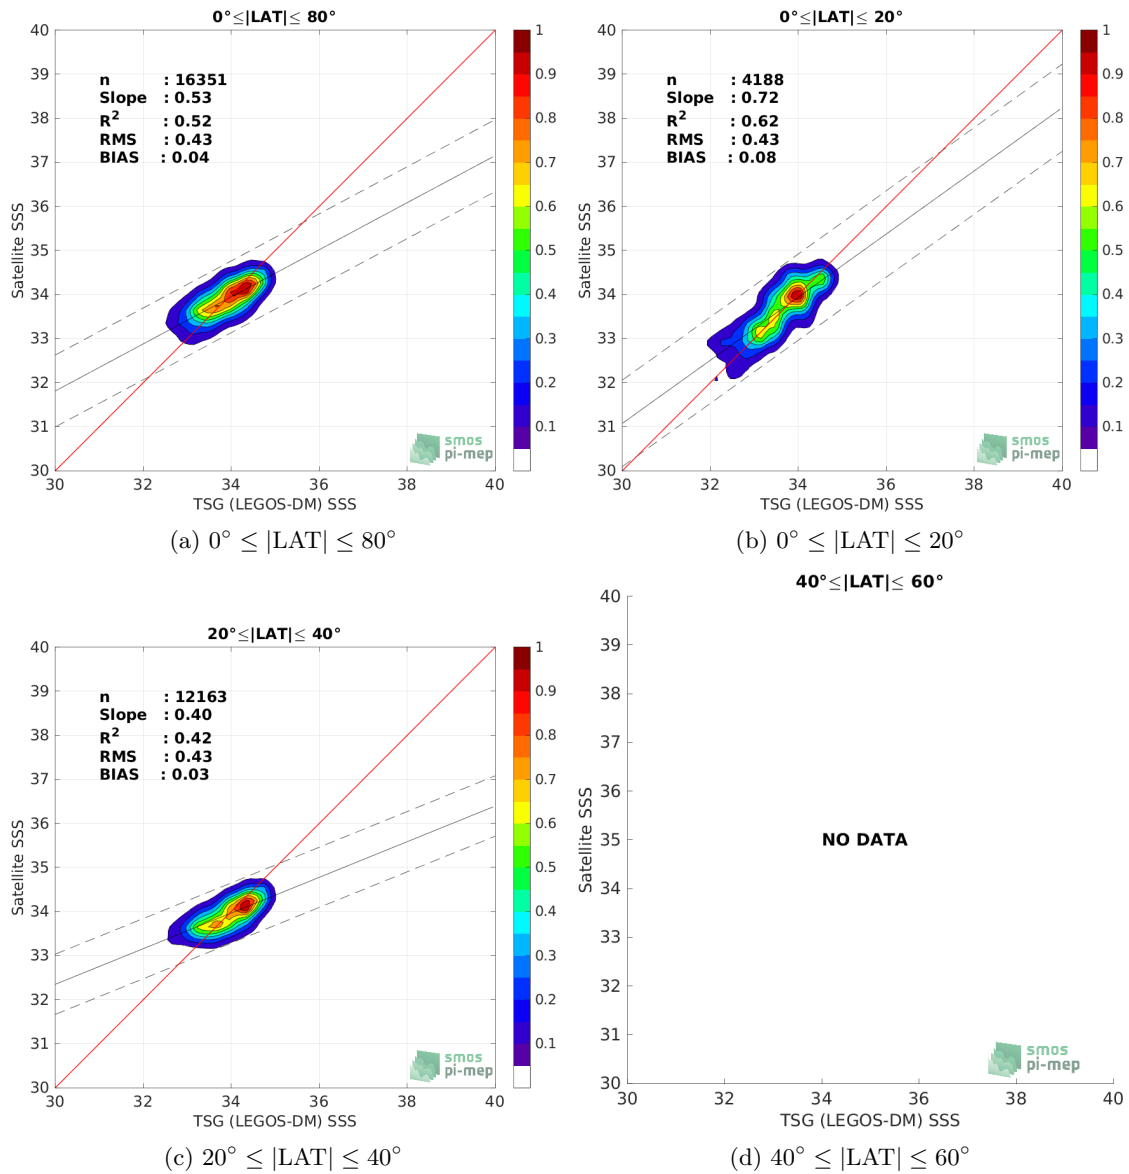 0°≤|LAT|≤ 80°
40
39
38
37
36
35
34
33
32
31
30
Satellite SSS
n : 16351
Slope : 0.53
R² : 0.52
RMS : 0.43
BIAS : 0.04
smos
pi-mep
30 32 34 36 38 40
TSG (LEGOS-DM) SSS
1
0.9
0.8
0.7
0.6
0.5
0.4
0.3
0.2
0.1
(a) 0° ≤ |LAT| ≤ 80°
0°≤|LAT|≤ 20°
40
39
38
37
36
35
34
33
32
31
30
Satellite SSS
n : 4188
Slope : 0.72
R² : 0.62
RMS : 0.43
BIAS : 0.08
smos
pi-mep
30 32 34 36 38 40
TSG (LEGOS-DM) SSS
1
0.9
0.8
0.7
0.6
0.5
0.4
0.3
0.2
0.1
(b) 0° ≤ |LAT| ≤ 20°
20°≤|LAT|≤ 40°
40
39
38
37
36
35
34
33
32
31
30
Satellite SSS
n : 12163
Slope : 0.40
R² : 0.42
RMS : 0.43
BIAS : 0.03
smos
pi-mep
30 32 34 36 38 40
TSG (LEGOS-DM) SSS
1
0.9
0.8
0.7
0.6
0.5
0.4
0.3
0.2
0.1
(c) 20° ≤ |LAT| ≤ 40°
40°≤|LAT|≤ 60°
40
39
38
37
36
35
34
33
32
31
30
Satellite SSS
NO DATA
smos
pi-mep
30 32 34 36 38 40
TSG (LEGOS-DM) SSS
(d) 40° ≤ |LAT| ≤ 60°